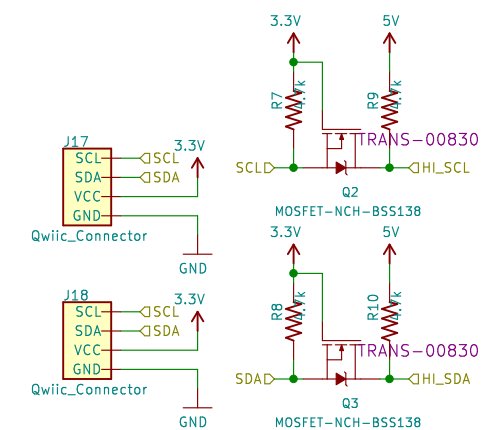 J17
SCL
SDA
VCC
GND
SCL
SDA
3.3V
GND
Qwiic_Connector
J18
SCL
SDA
VCC
GND
SCL
SDA
3.3V
GND
Qwiic_Connector
3.3V
5V
R7
4.7k
R9
4.7k
TRANS-00830
SCL
HI_SCL
Q2
MOSFET-NCH-BSS138
3.3V
5V
R8
4.7k
R10
4.7k
TRANS-00830
SDA
HI_SDA
Q3
MOSFET-NCH-BSS138